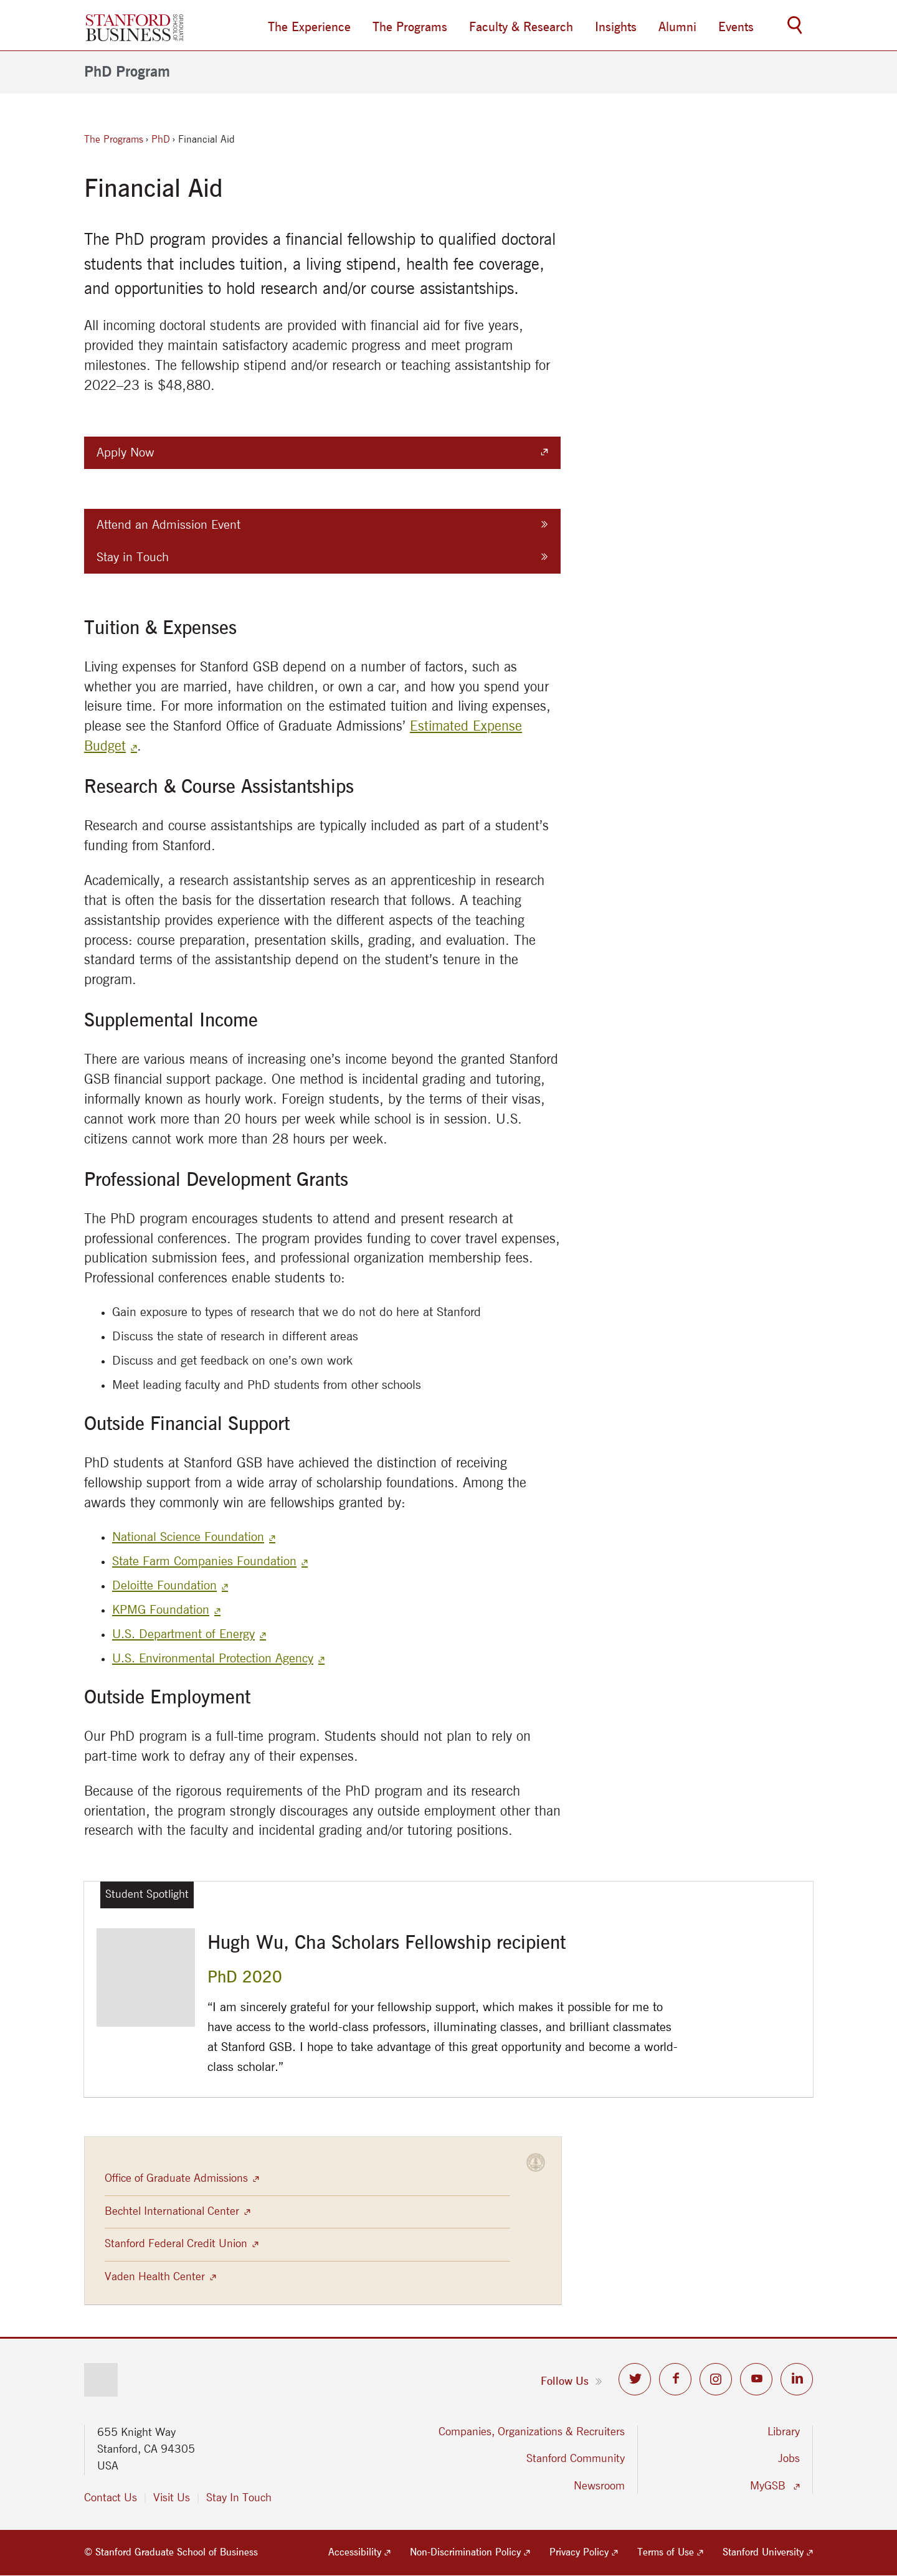 STANFORD
BUSINESS
GRADUATE
SCHOOL OF
The Experience
The Programs
Faculty & Research
Insights
Alumni
Events
PhD Program
The Programs › PhD › Financial Aid
Financial Aid
The PhD program provides a financial fellowship to qualified doctoral
students that includes tuition, a living stipend, health fee coverage,
and opportunities to hold research and/or course assistantships.
All incoming doctoral students are provided with financial aid for five years,
provided they maintain satisfactory academic progress and meet program
milestones. The fellowship stipend and/or research or teaching assistantship for
2022–23 is $48,880.
Apply Now
Attend an Admission Event
Stay in Touch
Tuition & Expenses
Living expenses for Stanford GSB depend on a number of factors, such as
whether you are married, have children, or own a car, and how you spend your
leisure time. For more information on the estimated tuition and living expenses,
please see the Stanford Office of Graduate Admissions’ Estimated Expense
Budget.
Research & Course Assistantships
Research and course assistantships are typically included as part of a student’s
funding from Stanford.
Academically, a research assistantship serves as an apprenticeship in research
that is often the basis for the dissertation research that follows. A teaching
assistantship provides experience with the different aspects of the teaching
process: course preparation, presentation skills, grading, and evaluation. The
standard terms of the assistantship depend on the student’s tenure in the
program.
Supplemental Income
There are various means of increasing one’s income beyond the granted Stanford
GSB financial support package. One method is incidental grading and tutoring,
informally known as hourly work. Foreign students, by the terms of their visas,
cannot work more than 20 hours per week while school is in session. U.S.
citizens cannot work more than 28 hours per week.
Professional Development Grants
The PhD program encourages students to attend and present research at
professional conferences. The program provides funding to cover travel expenses,
publication submission fees, and professional organization membership fees.
Professional conferences enable students to:
• Gain exposure to types of research that we do not do here at Stanford
• Discuss the state of research in different areas
• Discuss and get feedback on one’s own work
• Meet leading faculty and PhD students from other schools
Outside Financial Support
PhD students at Stanford GSB have achieved the distinction of receiving
fellowship support from a wide array of scholarship foundations. Among the
awards they commonly win are fellowships granted by:
• National Science Foundation
• State Farm Companies Foundation
• Deloitte Foundation
• KPMG Foundation
• U.S. Department of Energy
• U.S. Environmental Protection Agency
Outside Employment
Our PhD program is a full-time program. Students should not plan to rely on
part-time work to defray any of their expenses.
Because of the rigorous requirements of the PhD program and its research
orientation, the program strongly discourages any outside employment other than
research with the faculty and incidental grading and/or tutoring positions.
Student Spotlight
Hugh Wu, Cha Scholars Fellowship recipient
PhD 2020
“I am sincerely grateful for your fellowship support, which makes it possible for me to
have access to the world-class professors, illuminating classes, and brilliant classmates
at Stanford GSB. I hope to take advantage of this great opportunity and become a world-
class scholar.”
Office of Graduate Admissions
Bechtel International Center
Stanford Federal Credit Union
Vaden Health Center
Follow Us
655 Knight Way
Stanford, CA 94305
USA
Contact Us
Visit Us
Stay In Touch
Companies, Organizations & Recruiters
Stanford Community
Newsroom
Library
Jobs
MyGSB
© Stanford Graduate School of Business
Accessibility
Non-Discrimination Policy
Privacy Policy
Terms of Use
Stanford University